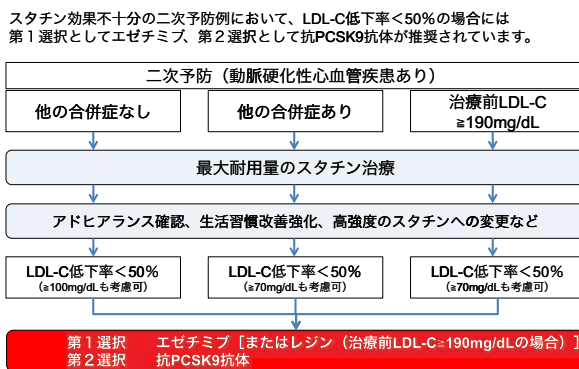 スタチン効果不十分の二次予防例において、LDL-C低下率＜50％の場合には
第１選択としてエゼチミブ、第２選択として抗PCSK9抗体が推奨されています。
二次予防（動脈硬化性心血管疾患あり）
他の合併症なし
他の合併症あり
治療前LDL-C
≧190mg/dL
最大耐用量のスタチン治療
アドヒアランス確認、生活習慣改善強化、高強度のスタチンへの変更など
LDL-C低下率＜50％
（≧100mg/dLも考慮可）
LDL-C低下率＜50％
（≧70mg/dLも考慮可）
LDL-C低下率＜50％
（≧70mg/dLも考慮可）
第１選択 エゼチミブ［またはレジン（治療前LDL-C≧190mg/dLの場合）］
第２選択 抗PCSK9抗体